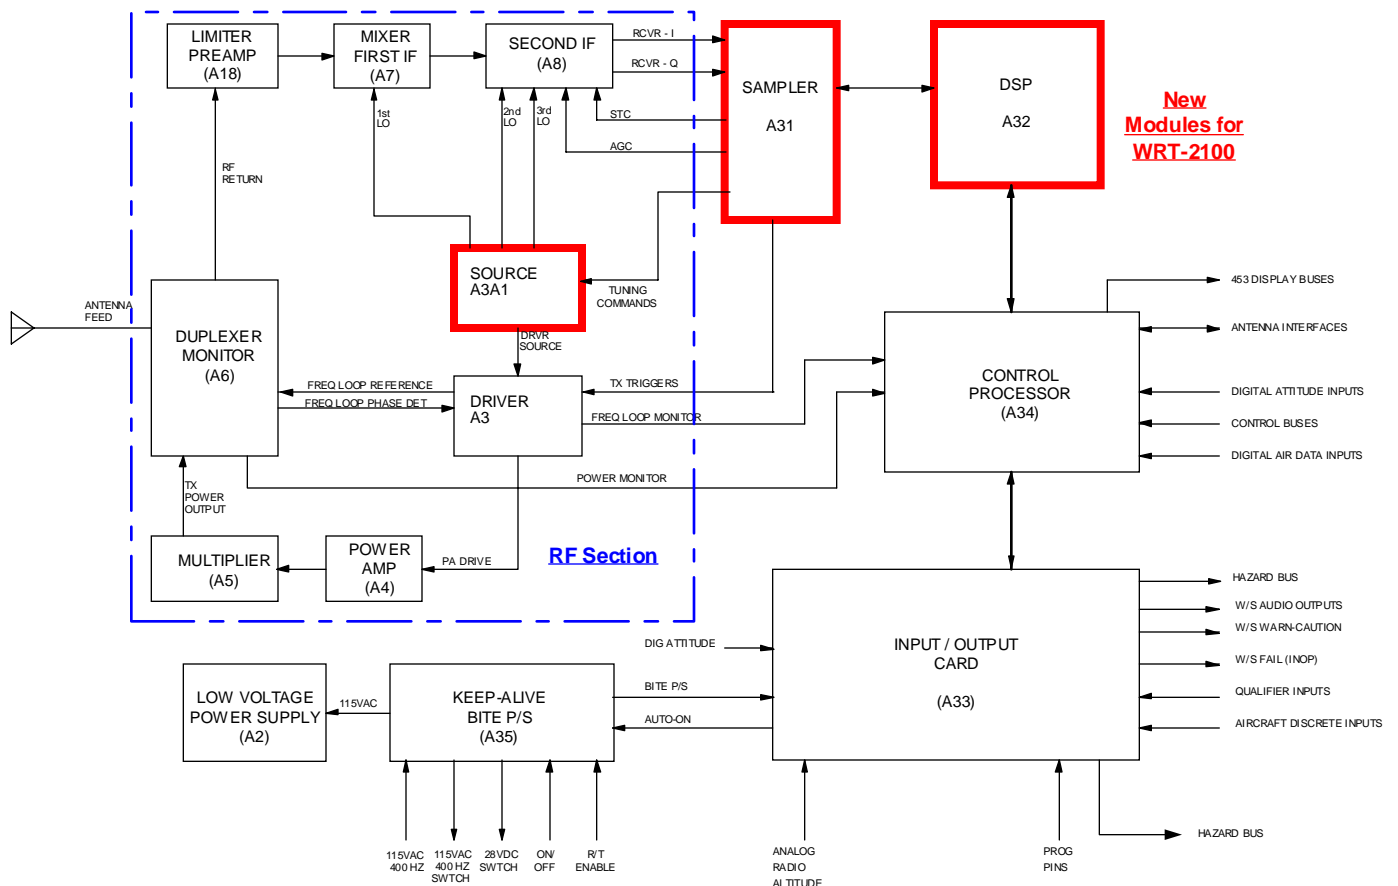 LIMITER
PREAMP
(A18)
MIXER
FIRST IF
(A7)
SECOND IF
(A8)
RCVR - I
RCVR - Q
STC
AGC
SAMPLER
A31
DSP
A32
New
Modules for
WRT-2100
1st
LO
2nd
LO
3rd
LO
RF
RETURN
SOURCE
A3A1
TUNING
COMMANDS
ANTENNA
FEED
DUPLEXER
MONITOR
(A6)
DRVR
SOURCE
FREQ LOOP REFERENCE
FREQ LOOP PHASE DET
DRIVER
A3
TX TRIGGERS
FREQ LOOP MONITOR
POWER MONITOR
CONTROL
PROCESSOR
(A34)
453 DISPLAY BUSES
ANTENNA INTERFACES
DIGITAL ATTITUDE INPUTS
CONTROL BUSES
DIGITAL AIR DATA INPUTS
TX
POWER
OUTPUT
MULTIPLIER
(A5)
POWER
AMP
(A4)
PA DRIVE
RF Section
INPUT / OUTPUT
CARD
(A33)
HAZARD BUS
W/S AUDIO OUTPUTS
W/S WARN-CAUTION
W/S FAIL (INOP)
QUALIFIER INPUTS
AIRCRAFT DISCRETE INPUTS
DIG ATTITUDE
BITE P/S
AUTO-ON
LOW VOLTAGE
POWER SUPPLY
(A2)
115VAC
KEEP-ALIVE
BITE P/S
(A35)
115VAC
400 HZ
115VAC
400 HZ
SWTCH
28VDC
SWTCH
ON/
OFF
R/T
ENABLE
ANALOG
RADIO
ALTITUDE
PROG
PINS
HAZARD BUS